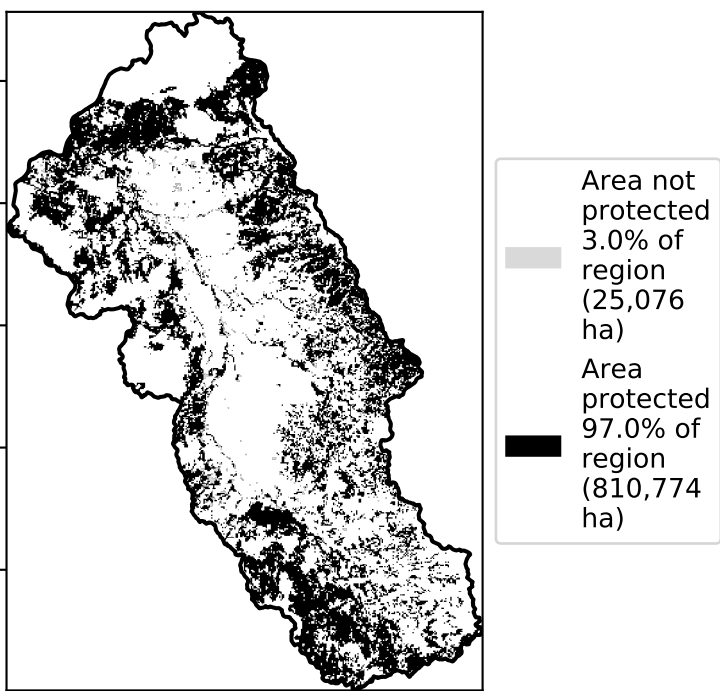 Area not
protected
3.0% of
region
(25,076
ha)
Area
protected
97.0% of
region
(810,774
ha)